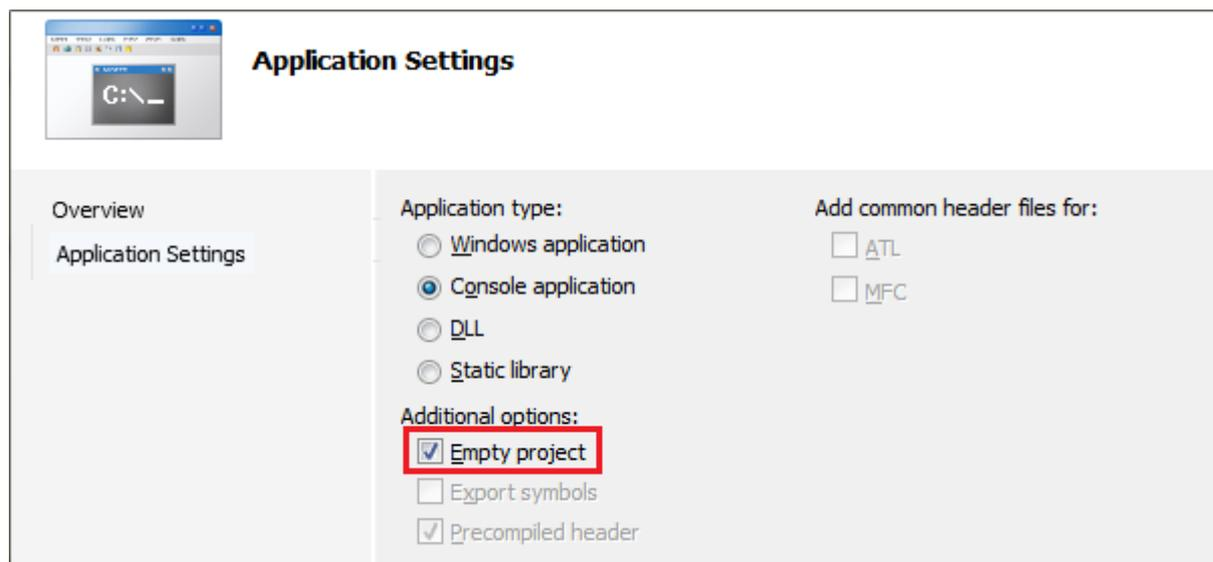 Application Settings
C:\_
Overview
Application Settings
Application type:
Windows application
Console application
DLL
Static library
Additional options:
Empty project
Export symbols
Precompiled header
Add common header files for:
ATL
MFC